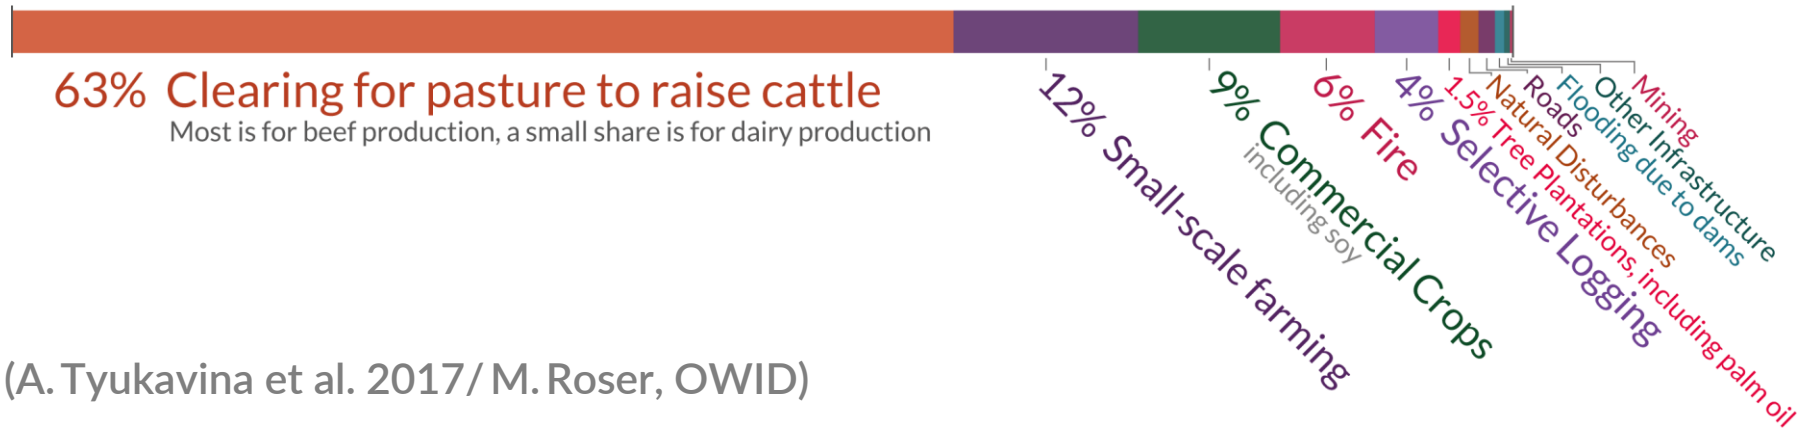 63% Clearing for pasture to raise cattle
Most is for beef production, a small share is for dairy production
12% Small-scale farming
9% Commercial Crops
including soy
6% Fire
4% Selective Logging
1.5% Tree Plantations, including palm oil
Natural Disturbances
Roads
Flooding due to dams
Other Infrastructure
Mining
(A. Tyukavina et al. 2017/ M. Roser, OWID)